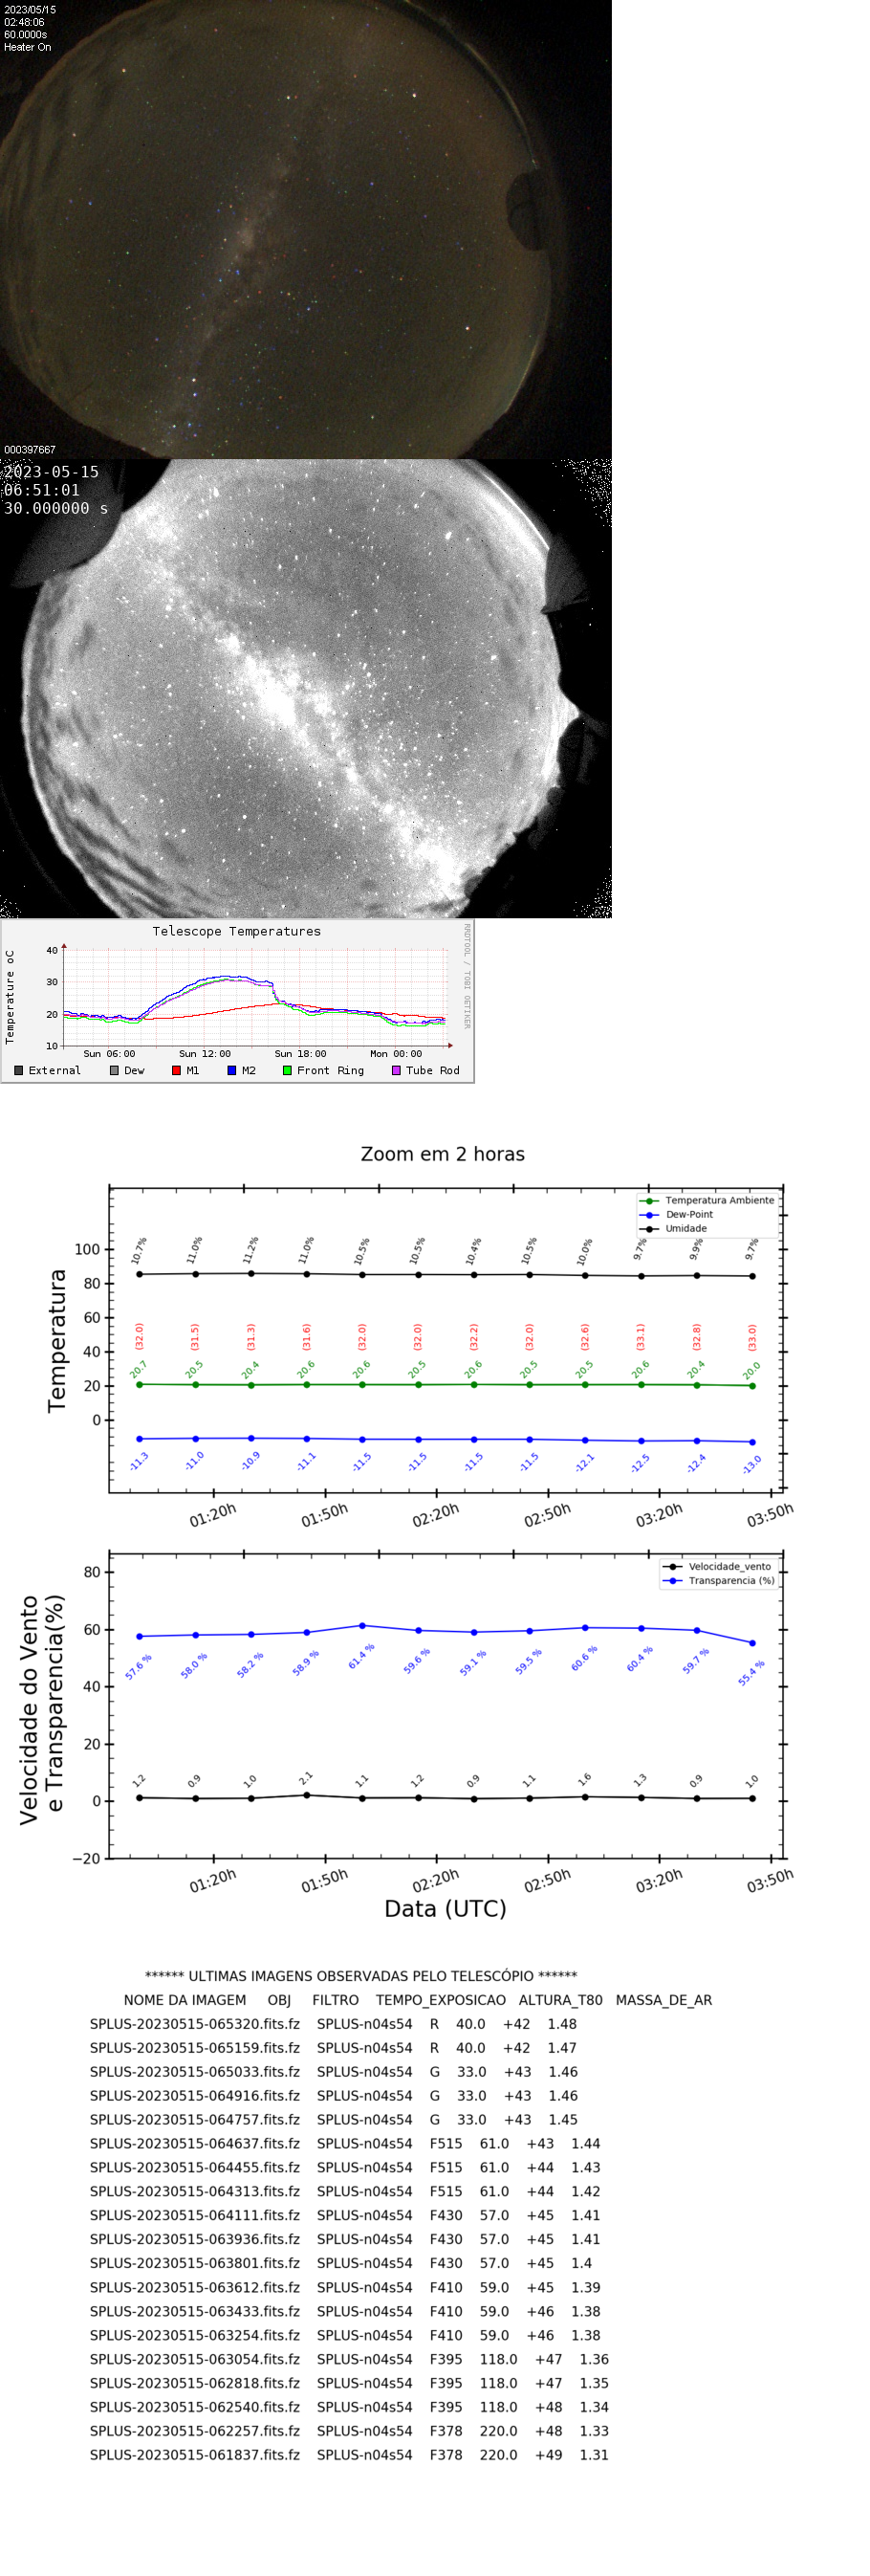 2023/05/15
02:48:06
60.0000s
Heater On
000397667
2023-05-15
06:51:01
30.000000 s
Telescope Temperatures
RRDTOOL / TOBI OETIKER
Temperature oC
40
30
20
10
Sun 06:00 Sun 12:00 Sun 18:00 Mon 00:00
External Dew M1 M2 Front Ring Tube Rod
Zoom em 2 horas
Temperatura Ambiente
Dew-Point
Umidade
Temperatura
100
80
60
40
20
0
10.7% 11.0% 11.2% 11.0% 10.5% 10.5% 10.4% 10.5% 10.0% 9.7% 9.9% 9.7%
(32.0) (31.5) (31.3) (31.6) (32.0) (32.0) (32.2) (32.0) (32.6) (33.1) (32.8) (33.0)
20.7 20.5 20.4 20.6 20.6 20.5 20.6 20.5 20.5 20.6 20.4 20.0
-11.3 -11.0 -10.9 -11.1 -11.5 -11.5 -11.5 -11.5 -12.1 -12.5 -12.4 -13.0
01:20h 01:50h 02:20h 02:50h 03:20h 03:50h
Velocidade_vento
Transparencia (%)
Velocidade do Vento
e Transparencia(%)
80
60
40
20
0
−20
57.6 % 58.0 % 58.2 % 58.9 % 61.4 % 59.6 % 59.1 % 59.5 % 60.6 % 60.4 % 59.7 % 55.4 %
1.2 0.9 1.0 2.1 1.1 1.2 0.9 1.1 1.6 1.3 0.9 1.0
01:20h 01:50h 02:20h 02:50h 03:20h 03:50h
Data (UTC)
****** ULTIMAS IMAGENS OBSERVADAS PELO TELESCÓPIO ******
NOME DA IMAGEM OBJ FILTRO TEMPO_EXPOSICAO ALTURA_T80 MASSA_DE_AR
SPLUS-20230515-065320.fits.fz SPLUS-n04s54 R 40.0 +42 1.48
SPLUS-20230515-065159.fits.fz SPLUS-n04s54 R 40.0 +42 1.47
SPLUS-20230515-065033.fits.fz SPLUS-n04s54 G 33.0 +43 1.46
SPLUS-20230515-064916.fits.fz SPLUS-n04s54 G 33.0 +43 1.46
SPLUS-20230515-064757.fits.fz SPLUS-n04s54 G 33.0 +43 1.45
SPLUS-20230515-064637.fits.fz SPLUS-n04s54 F515 61.0 +43 1.44
SPLUS-20230515-064455.fits.fz SPLUS-n04s54 F515 61.0 +44 1.43
SPLUS-20230515-064313.fits.fz SPLUS-n04s54 F515 61.0 +44 1.42
SPLUS-20230515-064111.fits.fz SPLUS-n04s54 F430 57.0 +45 1.41
SPLUS-20230515-063936.fits.fz SPLUS-n04s54 F430 57.0 +45 1.41
SPLUS-20230515-063801.fits.fz SPLUS-n04s54 F430 57.0 +45 1.4
SPLUS-20230515-063612.fits.fz SPLUS-n04s54 F410 59.0 +45 1.39
SPLUS-20230515-063433.fits.fz SPLUS-n04s54 F410 59.0 +46 1.38
SPLUS-20230515-063254.fits.fz SPLUS-n04s54 F410 59.0 +46 1.38
SPLUS-20230515-063054.fits.fz SPLUS-n04s54 F395 118.0 +47 1.36
SPLUS-20230515-062818.fits.fz SPLUS-n04s54 F395 118.0 +47 1.35
SPLUS-20230515-062540.fits.fz SPLUS-n04s54 F395 118.0 +48 1.34
SPLUS-20230515-062257.fits.fz SPLUS-n04s54 F378 220.0 +48 1.33
SPLUS-20230515-061837.fits.fz SPLUS-n04s54 F378 220.0 +49 1.31